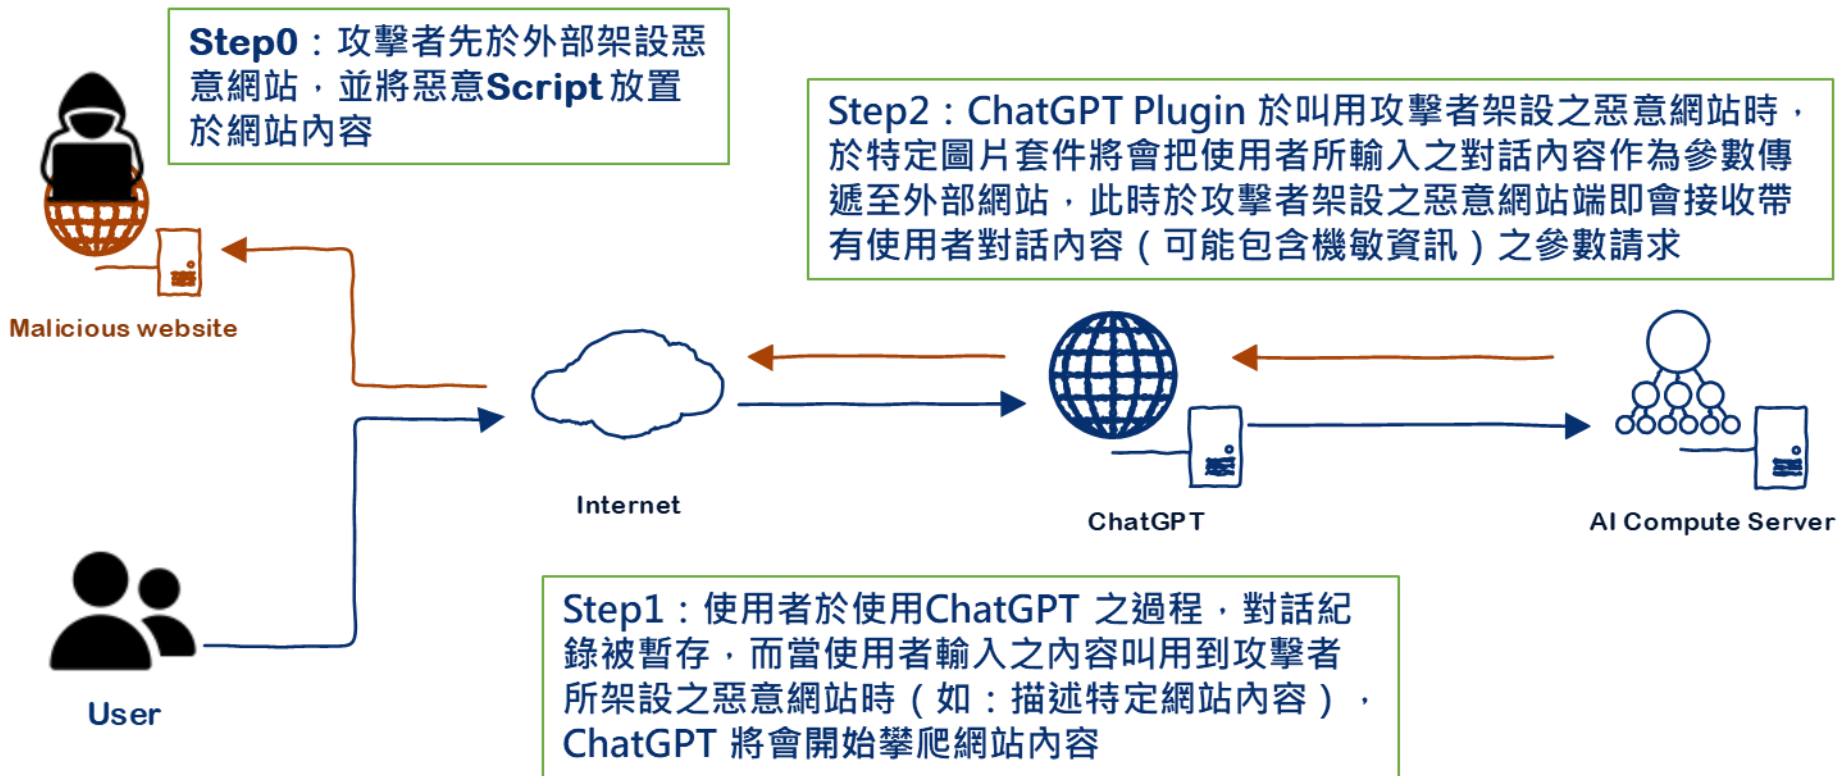 Step0：攻擊者先於外部架設惡
意網站，並將惡意Script 放置
於網站內容
Step2：ChatGPT Plugin 於叫用攻擊者架設之惡意網站時，
於特定圖片套件將會把使用者所輸入之對話內容作為參數傳
遞至外部網站，此時於攻擊者架設之惡意網站端即會接收帶
有使用者對話內容（可能包含機敏資訊）之參數請求
Malicious website
Internet
ChatGPT
AI Compute Server
Step1：使用者於使用ChatGPT 之過程，對話紀
錄被暫存，而當使用者輸入之內容叫用到攻擊者
所架設之惡意網站時（如：描述特定網站內容），
ChatGPT 將會開始攀爬網站內容
User